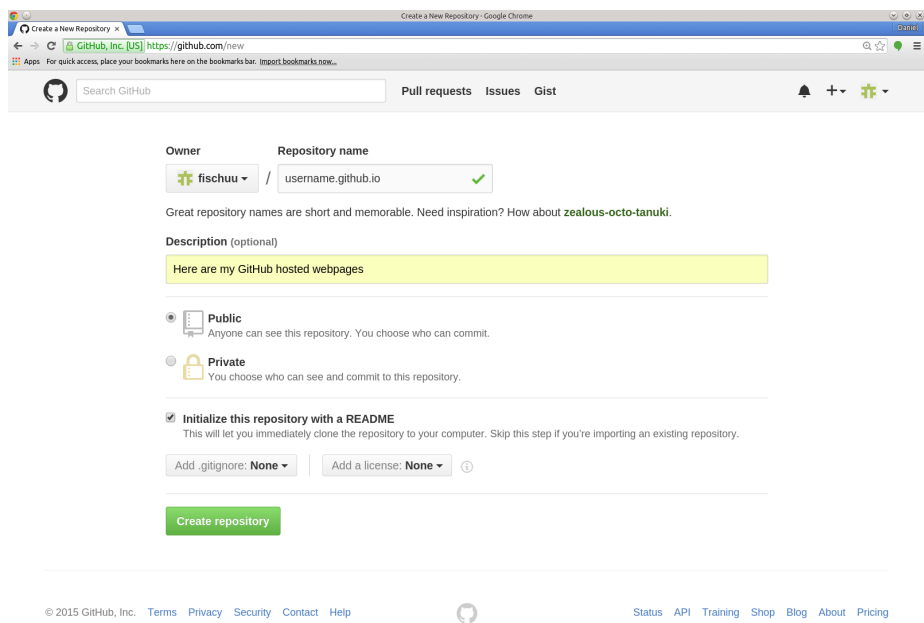 Create a New Repository - Google Chrome
Create a New Repository ×
Daniel
GitHub, Inc. [US] https://github.com/new
Apps For quick access, place your bookmarks here on the bookmarks bar. Import bookmarks now...
Search GitHub Pull requests Issues Gist
Owner Repository name
fischuu / username.github.io
Great repository names are short and memorable. Need inspiration? How about zealous-octo-tanuki.
Description (optional)
Here are my GitHub hosted webpages
Public
Anyone can see this repository. You choose who can commit.
Private
You choose who can see and commit to this repository.
Initialize this repository with a README
This will let you immediately clone the repository to your computer. Skip this step if you're importing an existing repository.
Add .gitignore: None Add a license: None
Create repository
© 2015 GitHub, Inc. Terms Privacy Security Contact Help Status API Training Shop Blog About Pricing